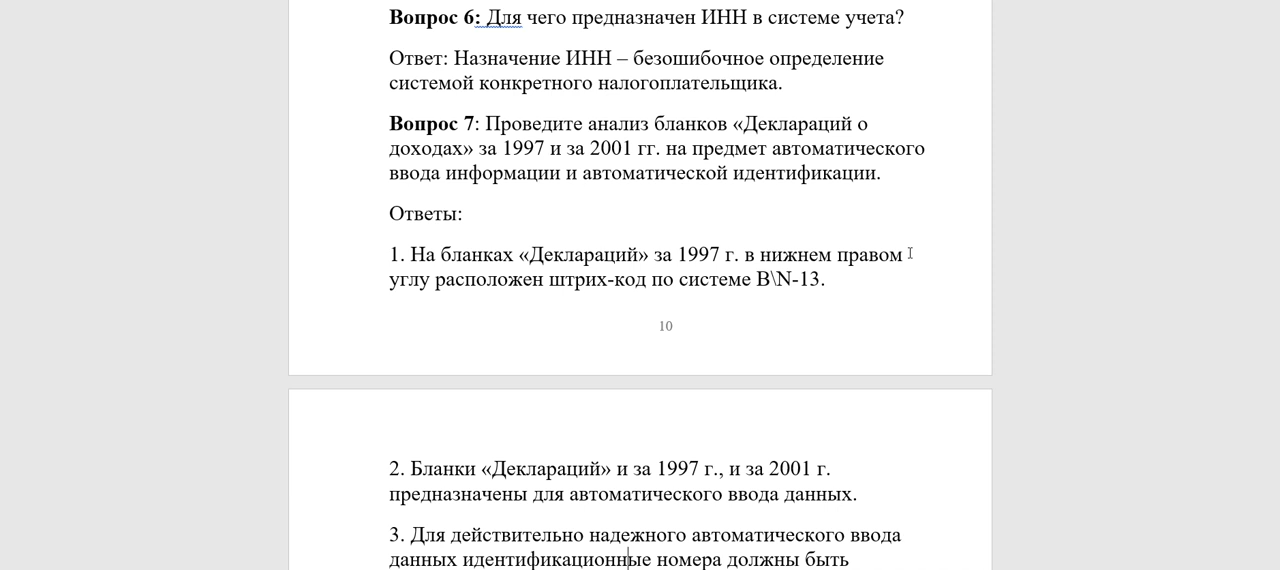 Вопрос 6: Для чего предназначен ИНН в системе учета?
Ответ: Назначение ИНН – безошибочное определение
системой конкретного налогоплательщика.
Вопрос 7: Проведите анализ бланков «Деклараций о
доходах» за 1997 и за 2001 гг. на предмет автоматического
ввода информации и автоматической идентификации.
Ответы:
1. На бланках «Деклараций» за 1997 г. в нижнем правом
углу расположен штрих-код по системе B\N-13.
10
2. Бланки «Деклараций» и за 1997 г., и за 2001 г.
предназначены для автоматического ввода данных.
3. Для действительно надежного автоматического ввода
данных идентификационные номера должны быть